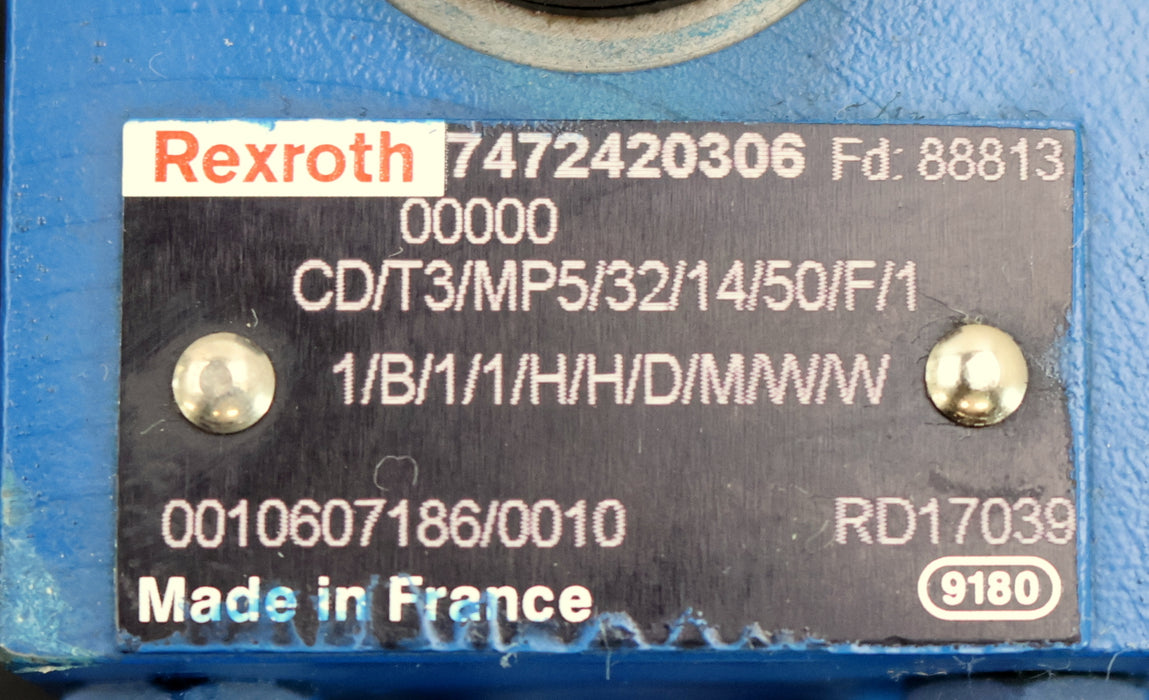 Rexroth 7472420306 Fd: 88813
00000
CD/T3/MP5/32/14/50/F/1
1/B/1/1/H/H/D/M/W/W
0010607186/0010 RD17039
Made in France 9180